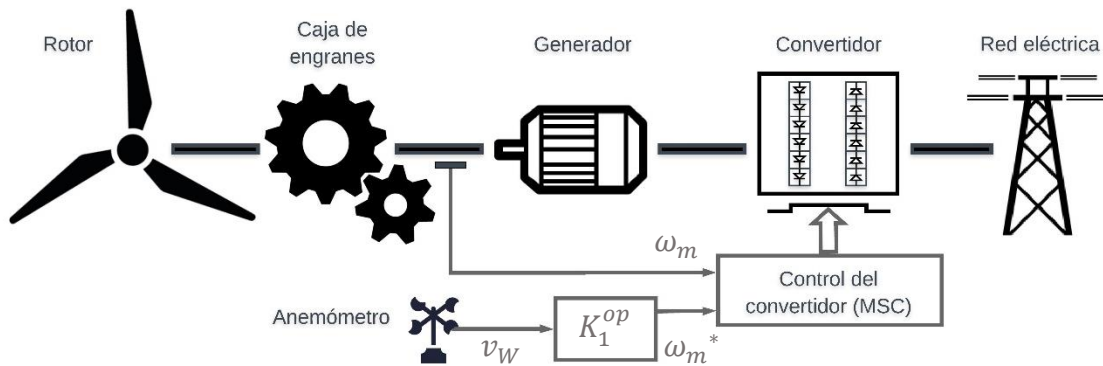 Rotor
Caja de
engranes
Generador
Convertidor
Red eléctrica
ω_m
Control del
convertidor (MSC)
Anemómetro
v_W
K_1^{op}
ω_m^*